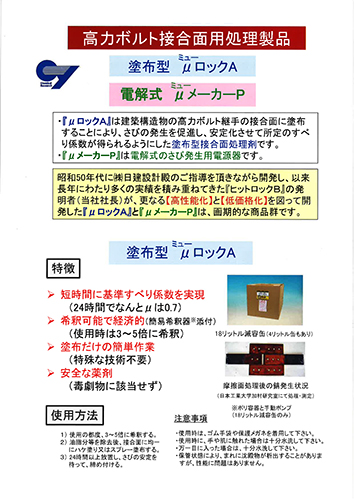 高力ボルト接合面用処理製品
塗布型 μロックA
ミュー
電解式 μメーカーP
ミュー
・『μロックA』は建築構造物の高力ボルト継手の接合面に塗布
することにより、さびの発生を促進し、安定化させて所定のすべ
り係数が得られるようにした塗布型接合面処理剤です。
・『μメーカーP』は電解式のさび発生用電源器です。
昭和50年代に㈱日建設計殿のご指導を頂きながら開発し、以来
長年にわたり多くの実績を積み重ねてきた『ヒットロックB』の発
明者(当社社長)が、更なる【高性能化】と【低価格化】を図って開
発した『μロックA』と『μメーカーP』は、画期的な商品群です。
塗布型 μロックA
ミュー
特徴
➢ 短時間に基準すべり係数を実現
(24時間でなんとμは0.7)
➢ 希釈可能で経済的(簡易希釈器※添付)
(使用時は3～5倍に希釈)
➢ 塗布だけの簡単作業
(特殊な技術不要)
➢ 安全な薬剤
(毒劇物に該当せず)
18リットル減容缶(4リットル缶もあり)
摩擦面処理後の錆発生状況
(日本工業大学加村研究室にて処理・測定)
※ポリ容器と手動ポンプ
(18リットル減容缶のみ)
使用方法
1) 使用の都度、3～5倍に希釈する。
2) 油脂分等を除去後、接合面に均一
にハケ塗り又はスプレー塗布する。
3) 24時間以上放置し、さびの安定を
待って、締め付ける。
注意事項
・使用時は、ゴム手袋や保護メガネを着用して下さい。
・使用時に、手や肌に触れた場合は十分水洗して下さい。
・万一目に入った場合は、十分水洗して下さい。
・保管状態により、まれに沈殿物が析出することがありま
すが、性能に問題はありません。